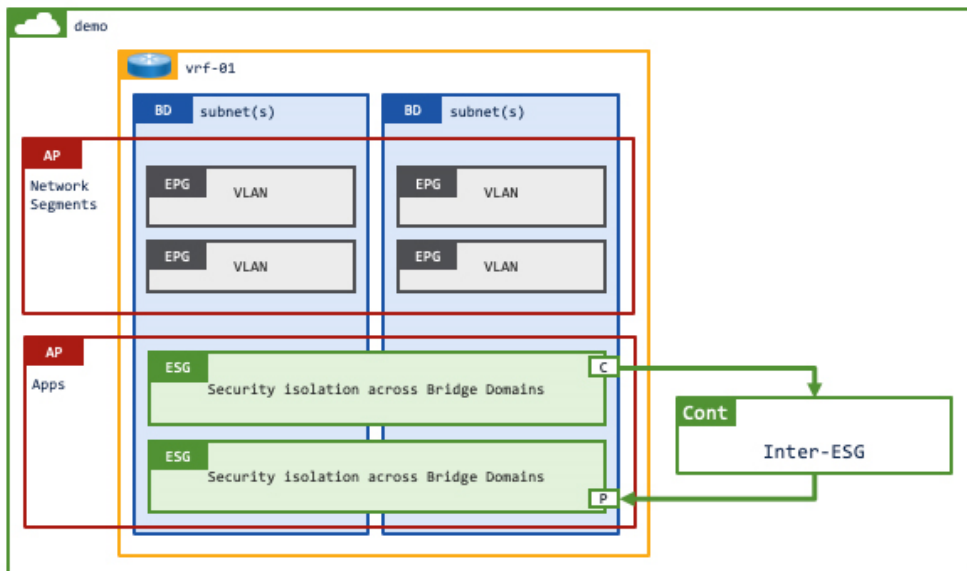 demo
vrf-01
BD subnet(s)
BD subnet(s)
AP
Network
Segments
EPG VLAN
EPG VLAN
EPG VLAN
EPG VLAN
AP
Apps
ESG
Security isolation across Bridge Domains
C
ESG
Security isolation across Bridge Domains
P
Cont
Inter-ESG